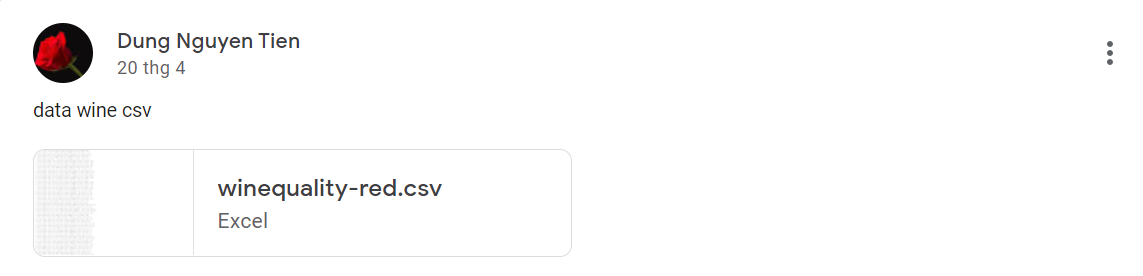 Dung Nguyen Tien
20 thg 4
data wine csv
winequality-red.csv
Excel